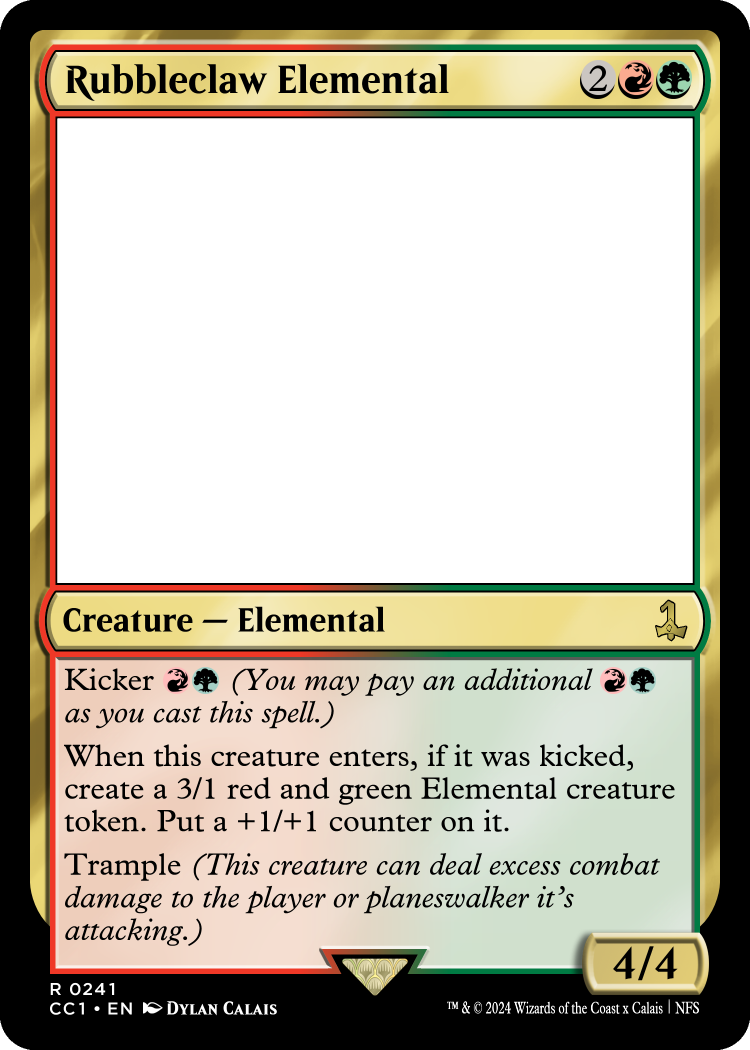 Rubbleclaw Elemental 2
Creature — Elemental
Kicker (You may pay an additional
as you cast this spell.)
When this creature enters, if it was kicked,
create a 3/1 red and green Elemental creature
token. Put a +1/+1 counter on it.
Trample (This creature can deal excess combat
damage to the player or planeswalker it's
attacking.)
4/4
R 0241
CC1 • EN DYLAN CALAIS
™ & © 2024 Wizards of the Coast x Calais | NFS